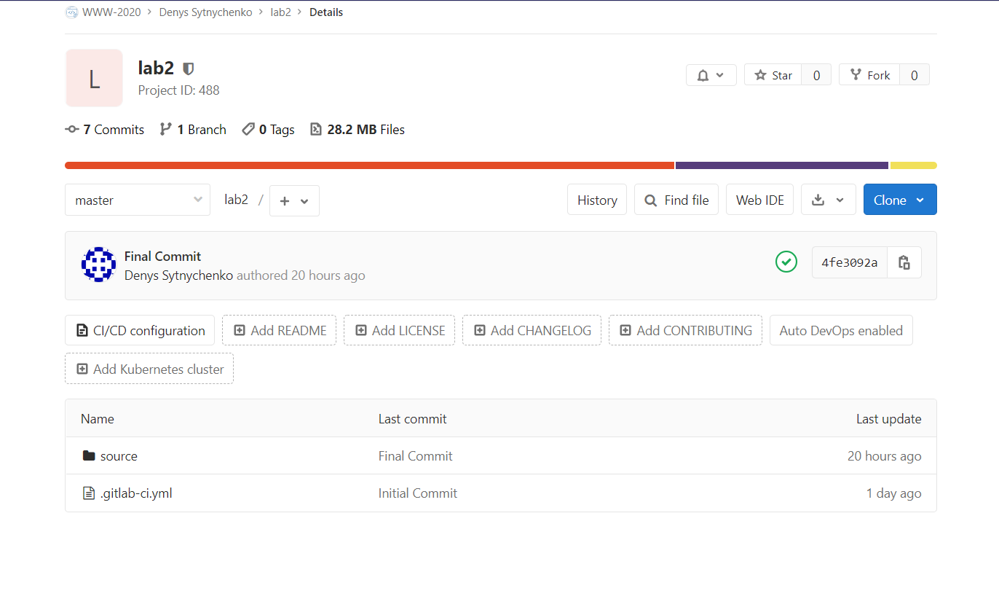 WWW-2020 > Denys Sytnychenko > lab2 > Details
L
lab2
Project ID: 488
Star 0 Fork 0
7 Commits 1 Branch 0 Tags 28.2 MB Files
master lab2 / + History Find file Web IDE Clone
Final Commit
Denys Sytnychenko authored 20 hours ago
4fe3092a
CI/CD configuration Add README Add LICENSE Add CHANGELOG Add CONTRIBUTING Auto DevOps enabled
Add Kubernetes cluster
Name Last commit Last update
source Final Commit 20 hours ago
.gitlab-ci.yml Initial Commit 1 day ago